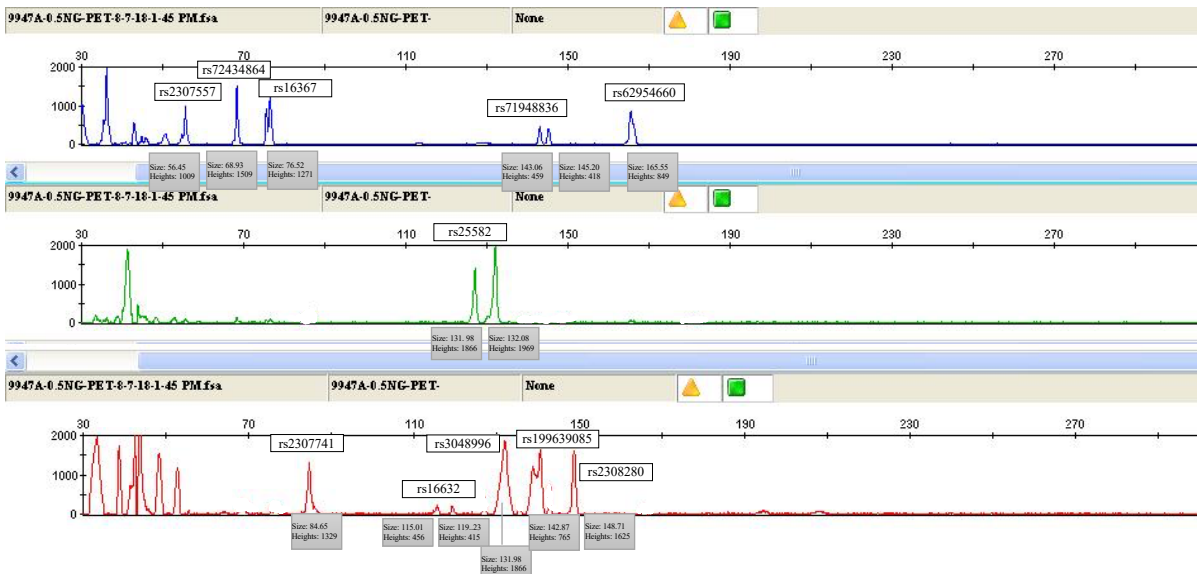 9947A-0.5NG-PET-8-7-18-1-45 PM.fsa 9947A-0.5NG-PET- None
30 70 110 150 190 230 270
rs72434864
rs2307557 rs16367
rs71948836 rs62954660
2000
1000
0
Size: 56.45 Size: 68.93 Size: 76.52 Size: 143.06 Size: 145.20 Size: 165.55
Heights: 1009 Heights: 1509 Heights: 1271 Heights: 459 Heights: 418 Heights: 849
9947A-0.5NG-PET-8-7-18-1-45 PM.fsa 9947A-0.5NG-PET- None
rs25582
30 70 110 150 190 230 270
2000
1000
0
Size: 131. 98 Size: 132.08
Heights: 1866 Heights: 1969
9947A-0.5NG-PET-8-7-18-1-45 PM.fsa 9947A-0.5NG-PET- None
30 70 110 150 190 230 270
rs2307741 rs3048996 rs199639085
rs2308280
rs16632
2000
1000
0
Size: 84.65 Size: 115.01 Size: 119..23 Size: 142.87 Size: 148.71
Heights: 1329 Heights: 456 Heights: 415 Heights: 765 Heights: 1625
Size: 131.98
Heights: 1866